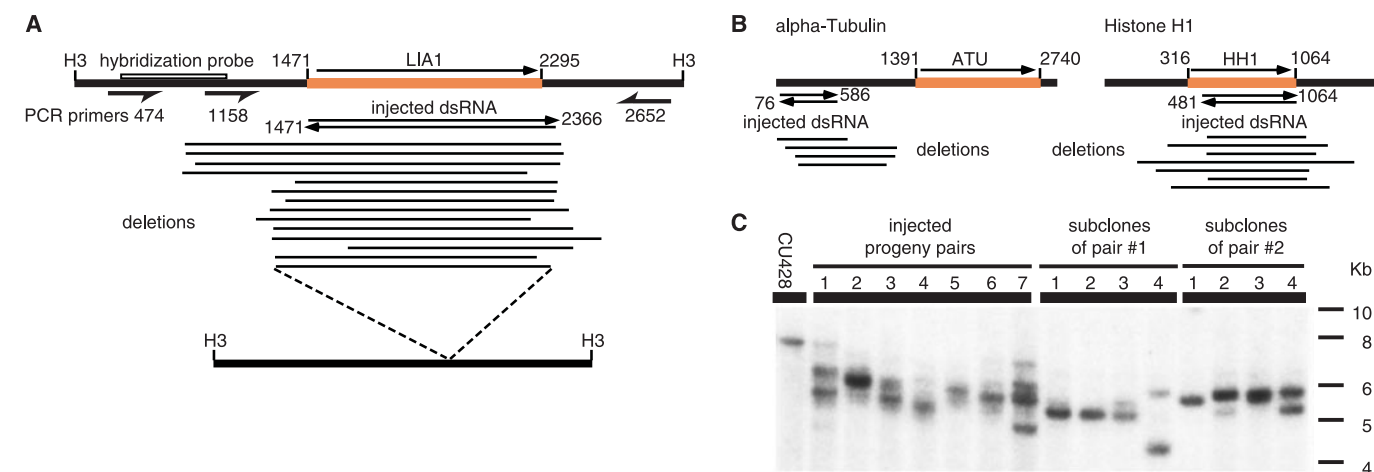 A
H3
hybridization probe
1471
LIA1
2295
H3
PCR primers 474
1158
injected dsRNA
1471
2366
2652
deletions
H3
H3
B
alpha-Tubulin
1391
ATU
2740
76
586
injected dsRNA
deletions
Histone H1
316
HH1
1064
481
1064
injected dsRNA
deletions
C
CU428
injected
progeny pairs
1 2 3 4 5 6 7
subclones
of pair #1
1 2 3 4
subclones
of pair #2
1 2 3 4
Kb
10
8
6
5
4